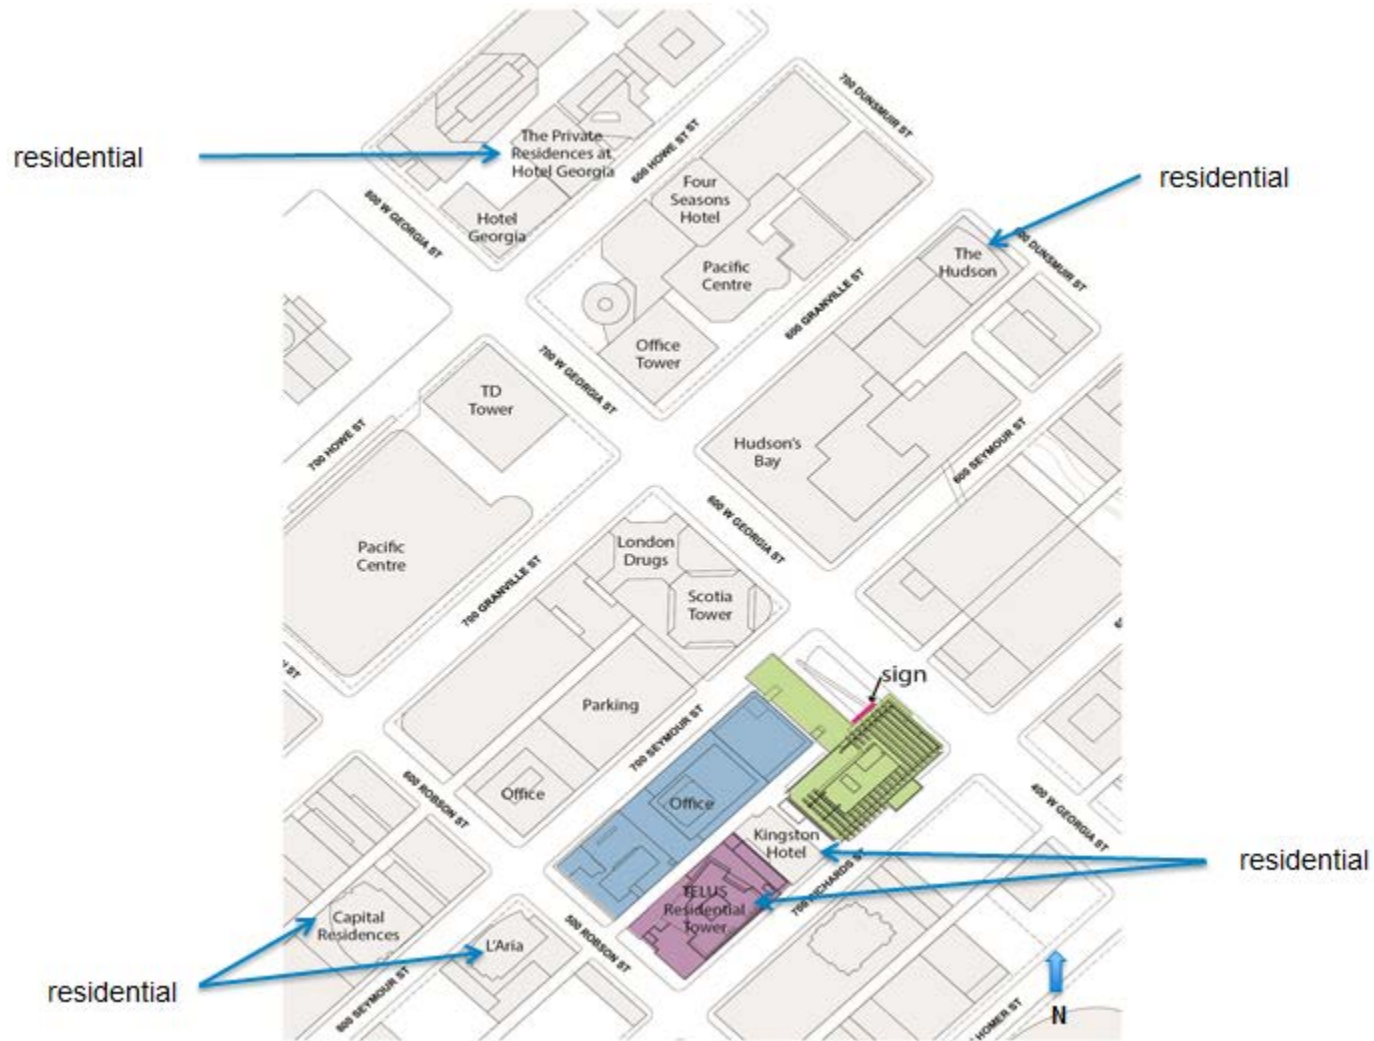 700 DUNSMUIR ST
residential
The Private
Residences at
Hotel Georgia
600 HOWE ST ST
residential
Four
Seasons
Hotel
800 W GEORGIA ST
Hotel
Georgia
DUNSMUIR ST
The
Hudson
Pacific
Centre
600 GRANVILLE ST
Office
Tower
700 W GEORGIA ST
TD
Tower
700 HOWE ST
Hudson's
Bay
600 SEYMOUR ST
600 W GEORGIA ST
London
Drugs
Pacific
Centre
700 GRANVILLE ST
Scotia
Tower
sign
Parking
700 SEYMOUR ST
600 ROBSON ST
Office
Office
400 W GEORGIA ST
Kingston
Hotel
residential
TELUS
Residential
Tower
700 RICHARDS ST
Capital
Residences
L'Aria
500 ROBSON ST
residential
800 SEYMOUR ST
N
HOMER ST